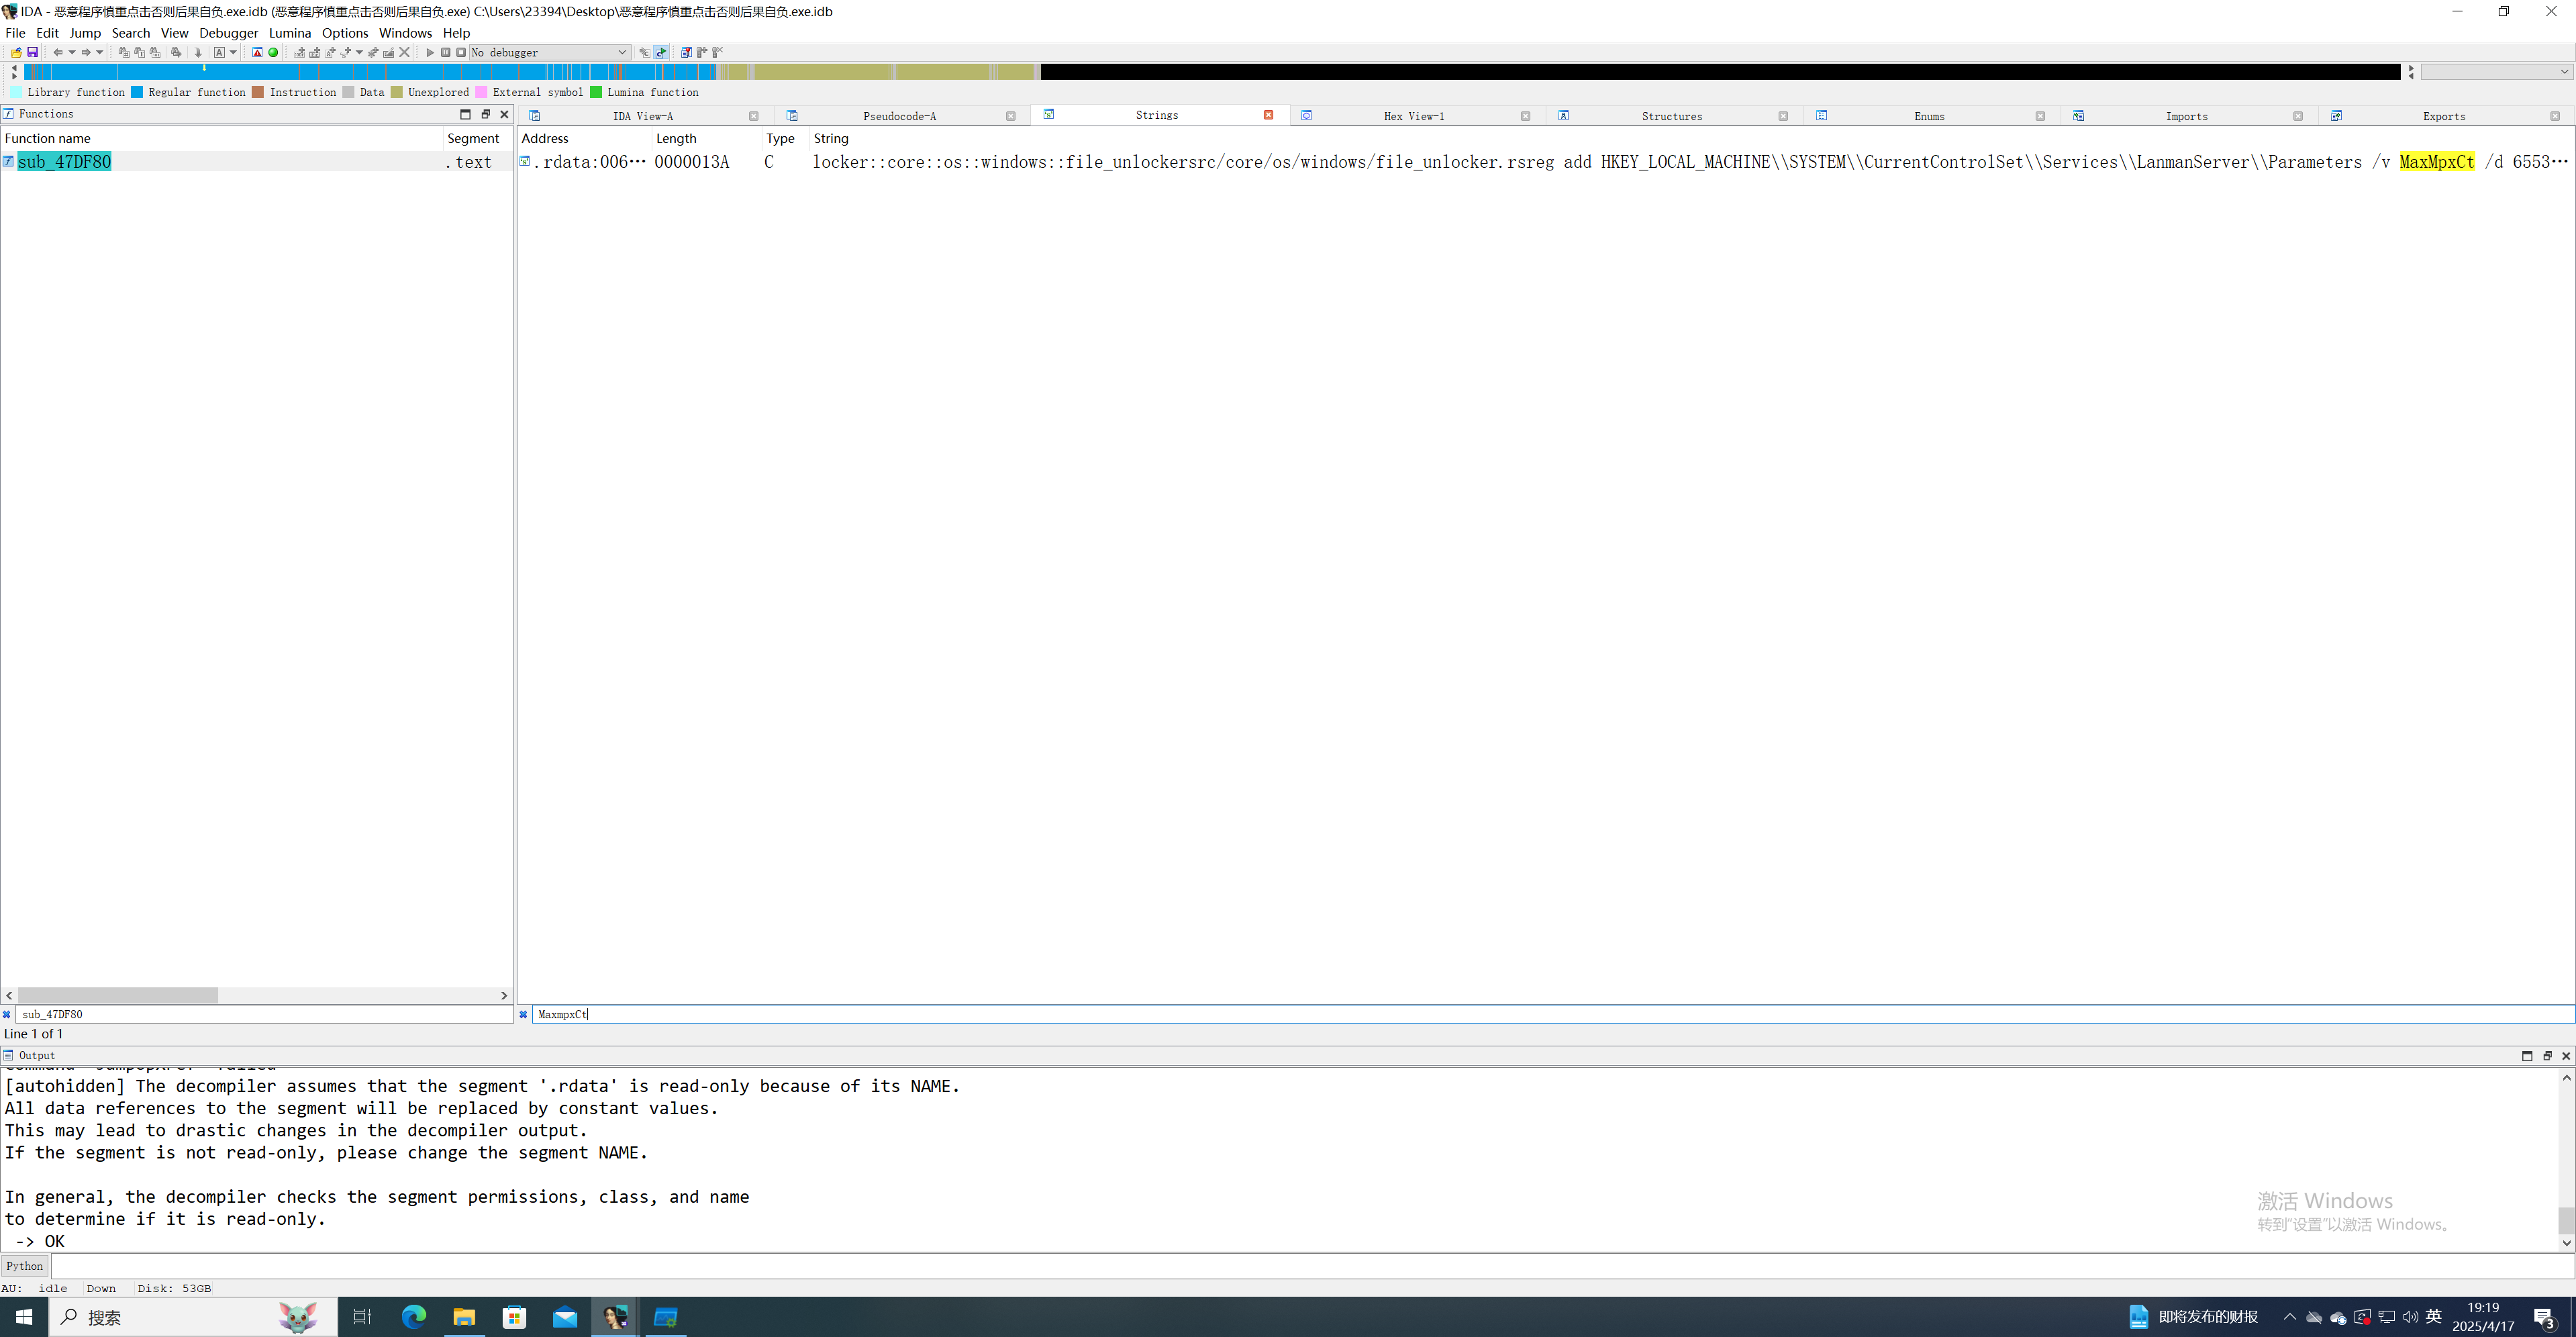 IDA - 恶意程序慎重点击否则后果自负.exe.idb (恶意程序慎重点击否则后果自负.exe) C:\Users\23394\Desktop\恶意程序慎重点击否则后果自负.exe.idb
File Edit Jump Search View Debugger Lumina Options Windows Help
No debugger
Library function Regular function Instruction Data Unexplored External symbol Lumina function
Functions
IDA View-A Pseudocode-A Strings Hex View-1 Structures Enums Imports Exports
Function name Segment
Address Length Type String
sub_47DF80 .text
.rdata:006… 0000013A C locker::core::os::windows::file_unlockersrc/core/os/windows/file_unlocker.rsreg add HKEY_LOCAL_MACHINE\\SYSTEM\\CurrentControlSet\\Services\\LanmanServer\\Parameters /v MaxMpxCt /d 6553…
sub_47DF80
MaxmpxCt
Line 1 of 1
Output
[autohidden] The decompiler assumes that the segment '.rdata' is read-only because of its NAME.
All data references to the segment will be replaced by constant values.
This may lead to drastic changes in the decompiler output.
If the segment is not read-only, please change the segment NAME.
In general, the decompiler checks the segment permissions, class, and name
to determine if it is read-only.
-> OK
激活 Windows
转到"设置"以激活 Windows。
Python
AU: idle Down Disk: 53GB
搜索
即将发布的财报
英
19:19
2025/4/17
3